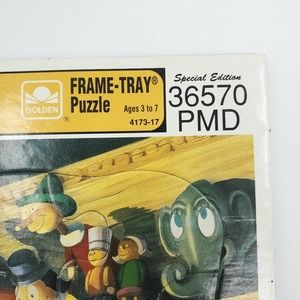 GOLDEN
®
FRAME-TRAY®
Puzzle
Ages 3 to 7
4173-17
Special Edition
36570
PMD